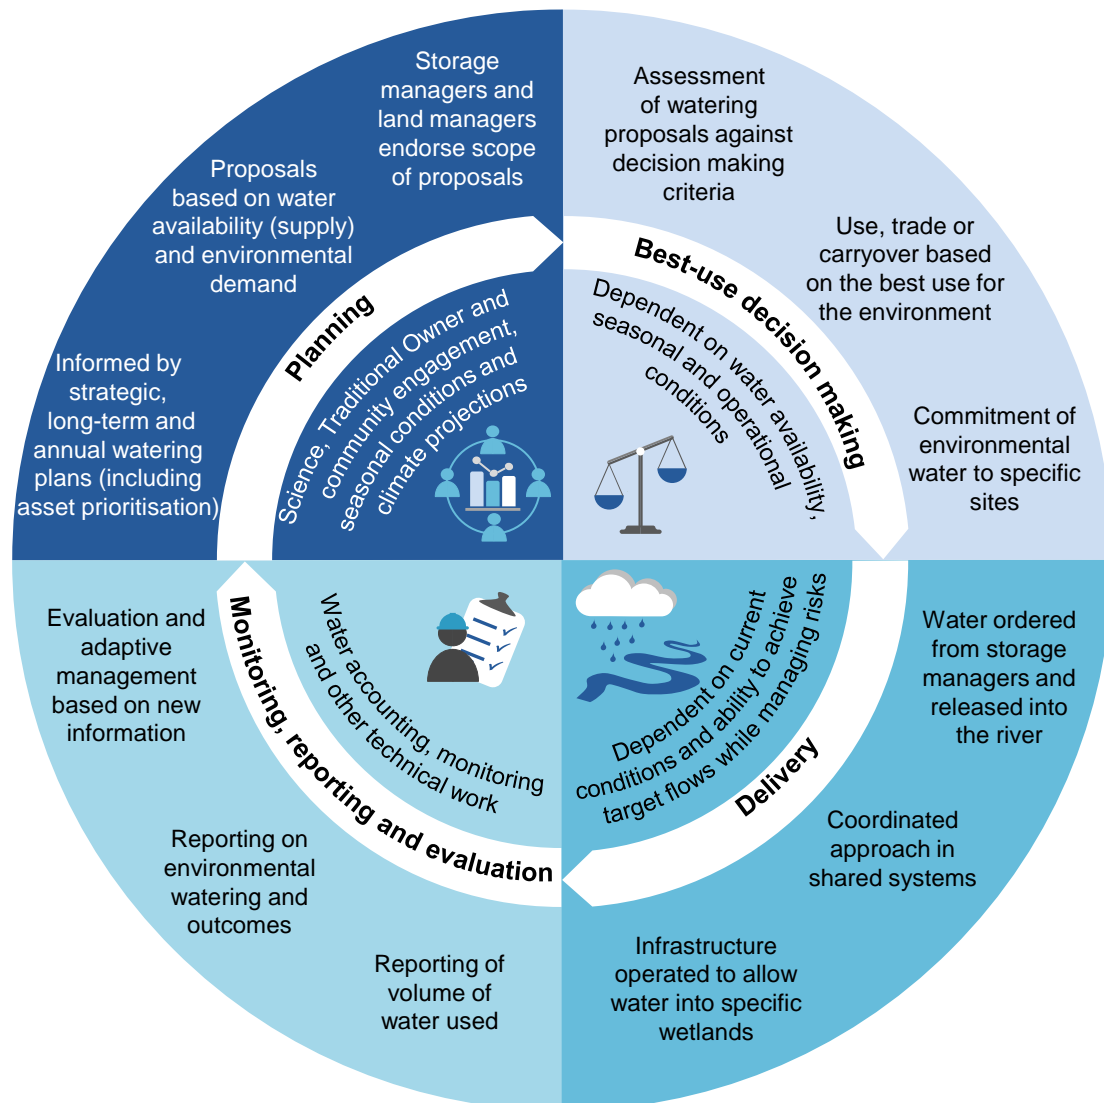 Storage
managers and
land managers
endorse scope
of proposals
Proposals
based on water
availability (supply)
and environmental
demand
Informed by
strategic,
long-term and
annual watering
plans (including
asset prioritisation)
Planning
Science, Traditional Owner and
community engagement,
seasonal conditions and
climate projections
Assessment
of watering
proposals against
decision making
criteria
Use, trade or
carryover based
on the best use for
the environment
Commitment of
environmental
water to specific
sites
Best-use decision making
Dependent on water availability,
seasonal and operational
conditions
Water ordered
from storage
managers and
released into
the river
Coordinated
approach in
shared systems
Infrastructure
operated to allow
water into specific
wetlands
Delivery
Dependent on current
conditions and ability to achieve
target flows while managing risks
Reporting of
volume of
water used
Reporting on
environmental
watering and
outcomes
Evaluation and
adaptive
management
based on new
information
Monitoring, reporting and evaluation
Water accounting, monitoring
and other technical work